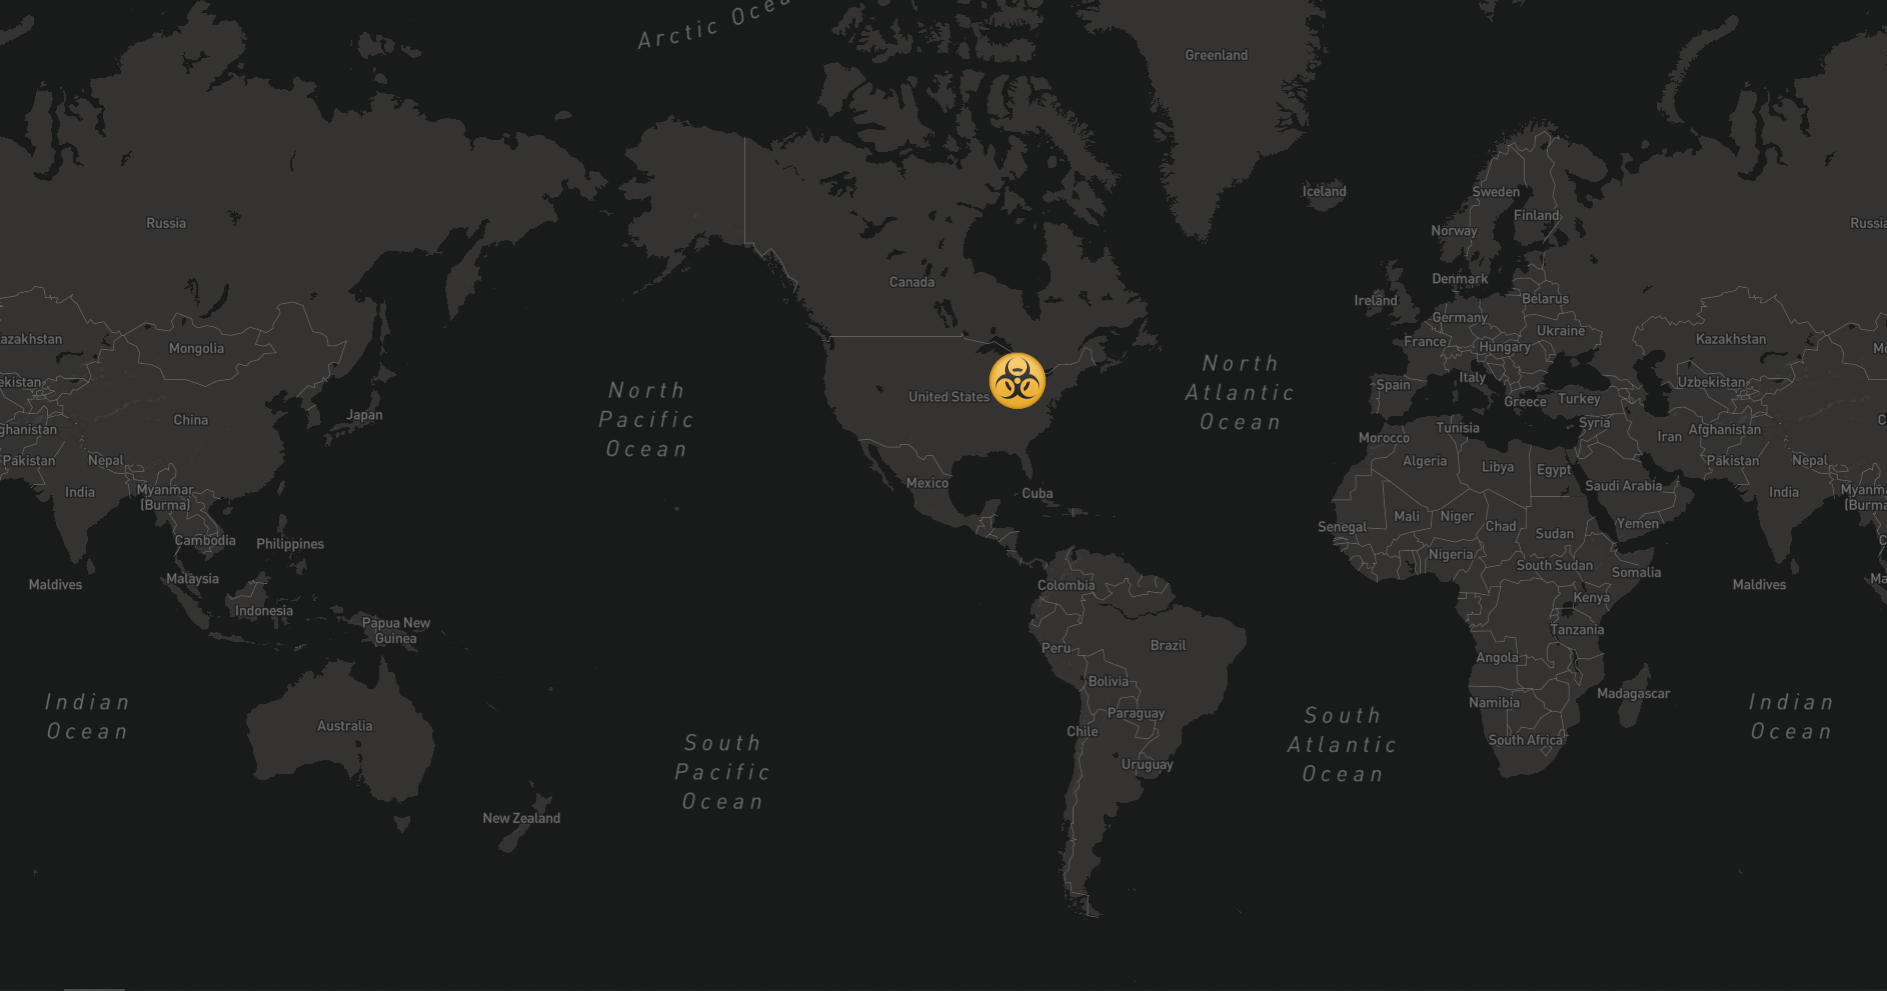 Arctic Ocea
Greenland
Iceland
Sweden
Finland
Norway
Russia
Russia
Canada
Denmark
Ireland
Belarus
Germany
Ukraine
France
Hungary
azakhstan
Mongolia
Kazakhstan
Mo
North
Pacific
Ocean
North
Atlantic
Ocean
United States
Italy
Spain
Greece
Turkey
ekistan
Uzbekistan
China
Japan
Syria
Tunisia
Morocco
Iran
Afghanistan
ghanistan
C
Pakistan
Nepal
India
Myanmar
(Burma)
Mexico
Cuba
Algeria
Libya
Egypt
Saudi Arabia
Pakistan
Nepal
India
Myanma
(Burma
Mali
Niger
Chad
Sudan
Yemen
Senegal
Nigeria
South Sudan
Somalia
Cambodia
Philippines
C
Maldives
Malaysia
Indonesia
Colombia
Kenya
Maldives
Ma
Papua New
Guinea
Peru
Brazil
Tanzania
Angola
Bolivia
Namibia
Madagascar
Indian
Ocean
Australia
Paraguay
Chile
South
Atlantic
Ocean
South Africa
Indian
Ocean
South
Pacific
Ocean
Uruguay
New Zealand